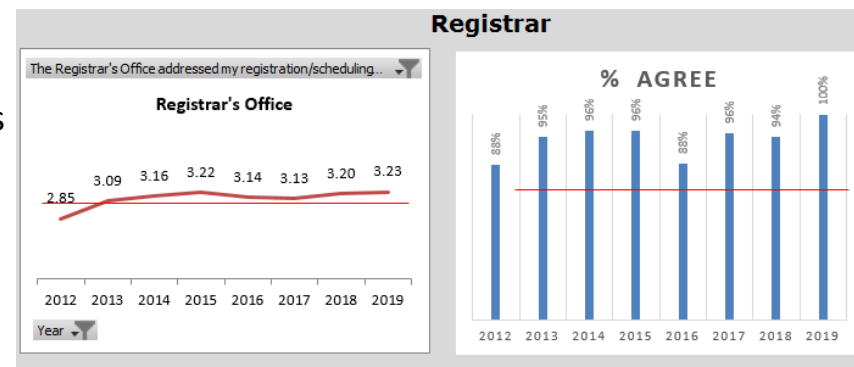 Registrar
S
The Registrar's Office addressed my registration/scheduling...
Registrar's Office
2.85 3.09 3.16 3.22 3.14 3.13 3.20 3.23
2012 2013 2014 2015 2016 2017 2018 2019
Year
% AGREE
88% 95% 96% 96% 88% 96% 94% 100%
2012 2013 2014 2015 2016 2017 2018 2019